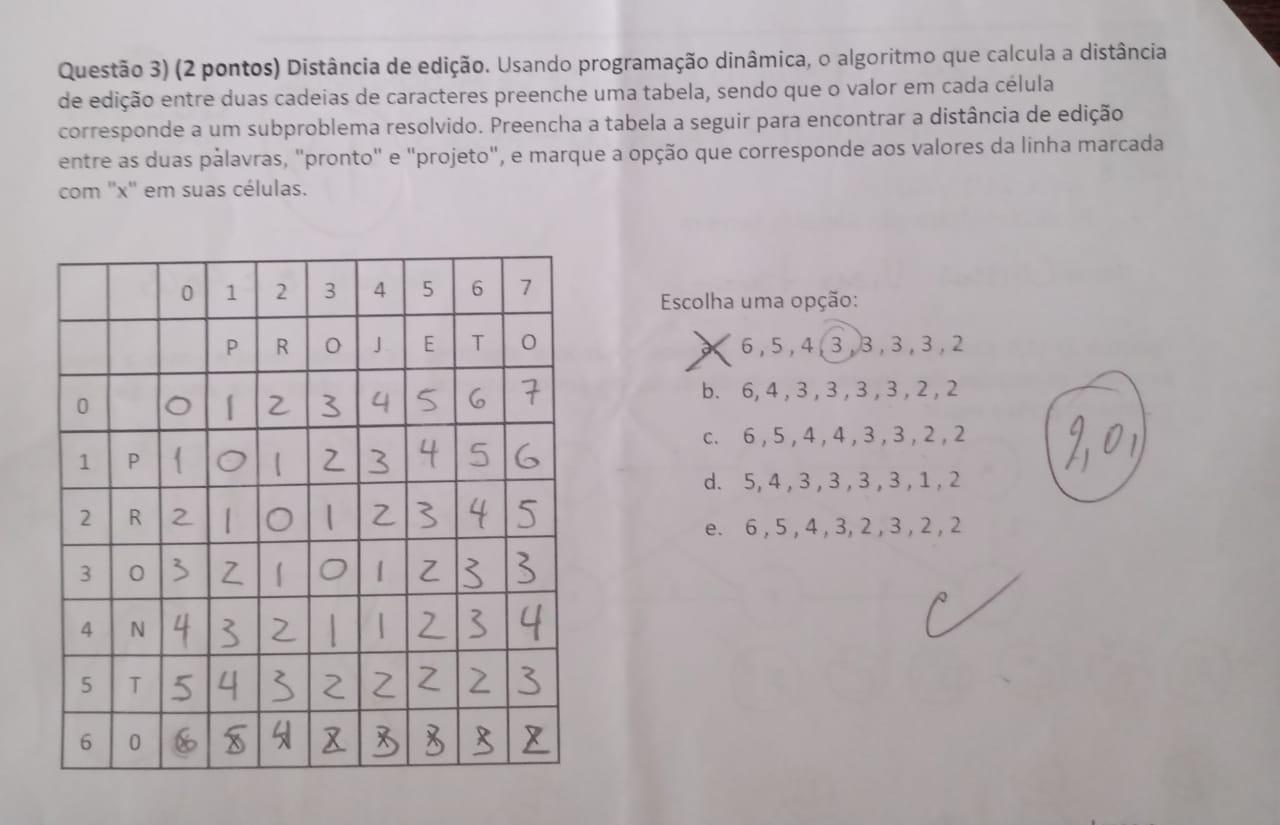 Questão 3) (2 pontos) Distância de edição. Usando programação dinâmica, o algoritmo que calcula a distância
de edição entre duas cadeias de caracteres preenche uma tabela, sendo que o valor em cada célula
corresponde a um subproblema resolvido. Preencha a tabela a seguir para encontrar a distância de edição
entre as duas palavras, "pronto" e "projeto", e marque a opção que corresponde aos valores da linha marcada
com "x" em suas células.
0 1 2 3 4 5 6 7
P R O J E T O
0 0 1 2 3 4 5 6 7
1 P 1 0 1 2 3 4 5 6
2 R 2 1 0 1 2 3 4 5
3 O 3 2 1 0 1 2 3 3
4 N 4 3 2 1 1 2 3 4
5 T 5 4 3 2 2 2 2 3
6 O 6 5 4 2 3 3 3 2
Escolha uma opção:
a. 6 , 5 , 4 , 3 , 3 , 3 , 3 , 2
b. 6, 4 , 3 , 3 , 3 , 3 , 2 , 2
c. 6 , 5 , 4 , 4 , 3 , 3 , 2 , 2
d. 5, 4 , 3 , 3 , 3 , 3 , 1 , 2
e. 6 , 5 , 4 , 3, 2 , 3 , 2 , 2
2,0